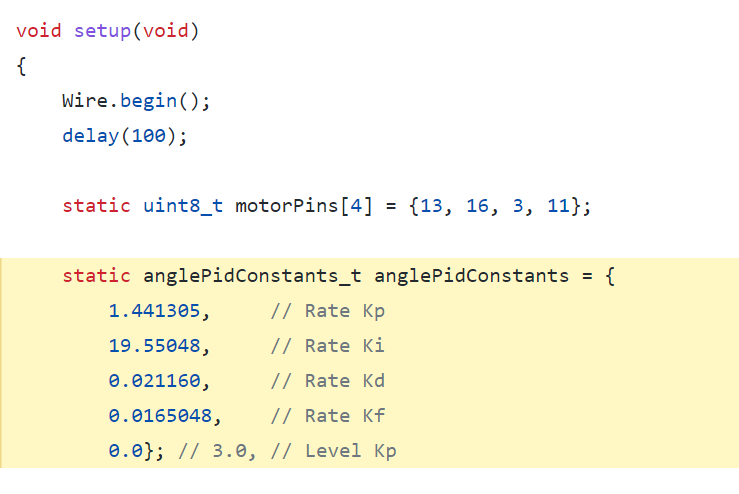 void setup(void)
{
    Wire.begin();
    delay(100);

    static uint8_t motorPins[4] = {13, 16, 3, 11};

    static anglePidConstants_t anglePidConstants = {
        1.441305,     // Rate Kp
        19.55048,     // Rate Ki
        0.021160,     // Rate Kd
        0.0165048,    // Rate Kf
        0.0}; // 3.0, // Level Kp